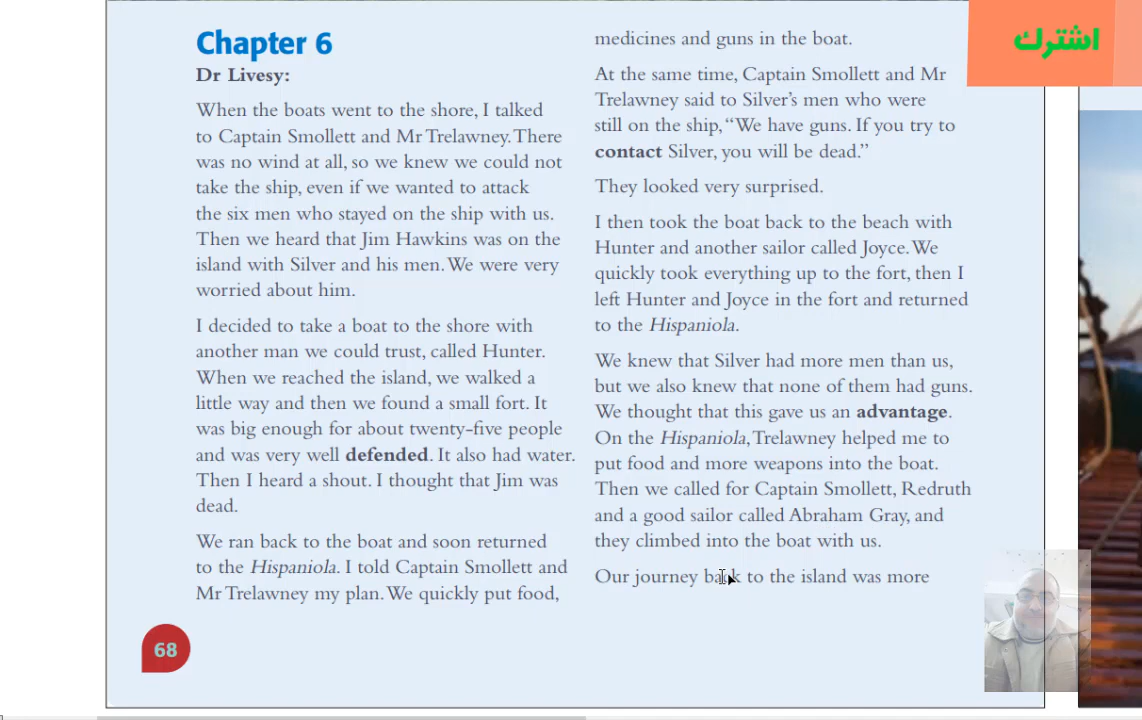 Chapter 6
Dr Livesy:
When the boats went to the shore, I talked
to Captain Smollett and Mr Trelawney. There
was no wind at all, so we knew we could not
take the ship, even if we wanted to attack
the six men who stayed on the ship with us.
Then we heard that Jim Hawkins was on the
island with Silver and his men. We were very
worried about him.
I decided to take a boat to the shore with
another man we could trust, called Hunter.
When we reached the island, we walked a
little way and then we found a small fort. It
was big enough for about twenty-five people
and was very well defended. It also had water.
Then I heard a shout. I thought that Jim was
dead.
We ran back to the boat and soon returned
to the Hispaniola. I told Captain Smollett and
Mr Trelawney my plan. We quickly put food,
68
medicines and guns in the boat.
At the same time, Captain Smollett and Mr
Trelawney said to Silver's men who were
still on the ship, “We have guns. If you try to
contact Silver, you will be dead.”
They looked very surprised.
I then took the boat back to the beach with
Hunter and another sailor called Joyce. We
quickly took everything up to the fort, then I
left Hunter and Joyce in the fort and returned
to the Hispaniola.
We knew that Silver had more men than us,
but we also knew that none of them had guns.
We thought that this gave us an advantage.
On the Hispaniola, Trelawney helped me to
put food and more weapons into the boat.
Then we called for Captain Smollett, Redruth
and a good sailor called Abraham Gray, and
they climbed into the boat with us.
Our journey back to the island was more
اشترك